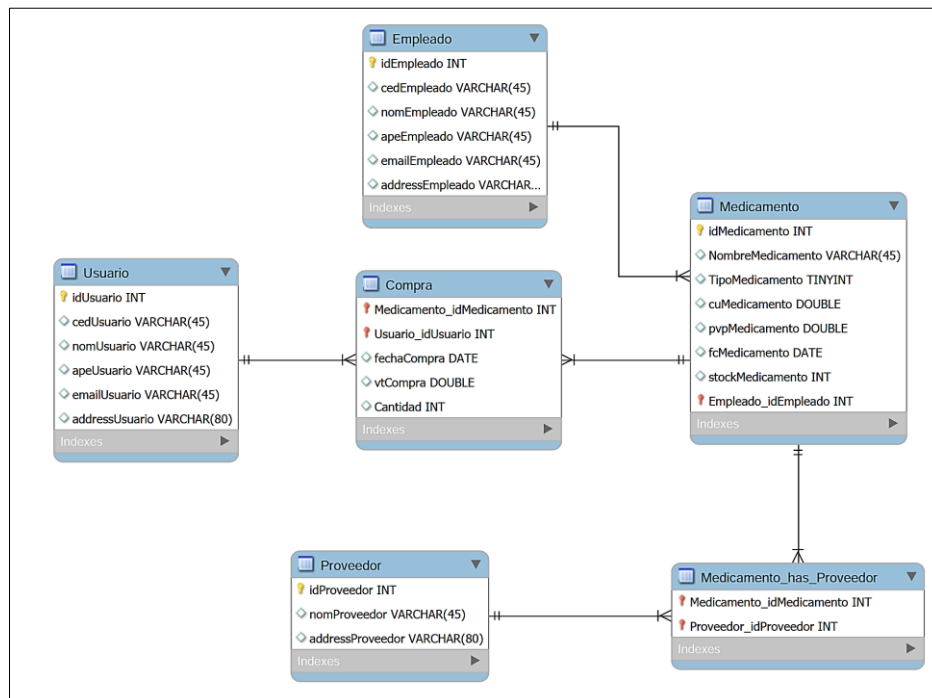 Empleado
idEmpleado INT
cedEmpleado VARCHAR(45)
nomEmpleado VARCHAR(45)
apeEmpleado VARCHAR(45)
emailEmpleado VARCHAR(45)
addressEmpleado VARCHAR...
Indexes
Medicamento
idMedicamento INT
NombreMedicamento VARCHAR(45)
TipoMedicamento TINYINT
cuMedicamento DOUBLE
pvpMedicamento DOUBLE
fcMedicamento DATE
stockMedicamento INT
Empleado_idEmpleado INT
Indexes
Usuario
idUsuario INT
cedUsuario VARCHAR(45)
nomUsuario VARCHAR(45)
apeUsuario VARCHAR(45)
emailUsuario VARCHAR(45)
addressUsuario VARCHAR(80)
Indexes
Compra
Medicamento_idMedicamento INT
Usuario_idUsuario INT
fechaCompra DATE
vtCompra DOUBLE
Cantidad INT
Indexes
Proveedor
idProveedor INT
nomProveedor VARCHAR(45)
addressProveedor VARCHAR(80)
Indexes
Medicamento_has_Proveedor
Medicamento_idMedicamento INT
Proveedor_idProveedor INT
Indexes